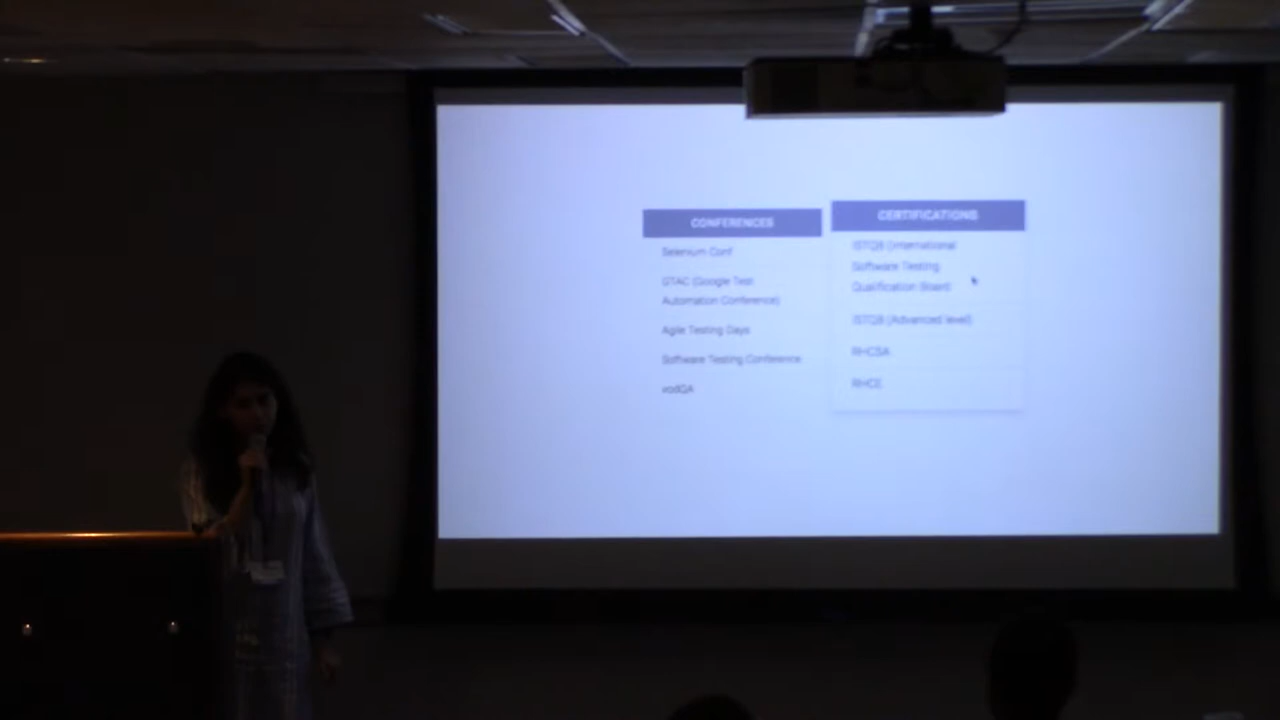 CONFERENCES
Selenium Conf
GTAC (Google Test
Automation Conference)
Agile Testing Days
Software Testing Conference
vodQA
CERTIFICATIONS
ISTQB (International
Software Testing
Qualification Board
ISTQB (Advanced level)
RHCSA
RHCE